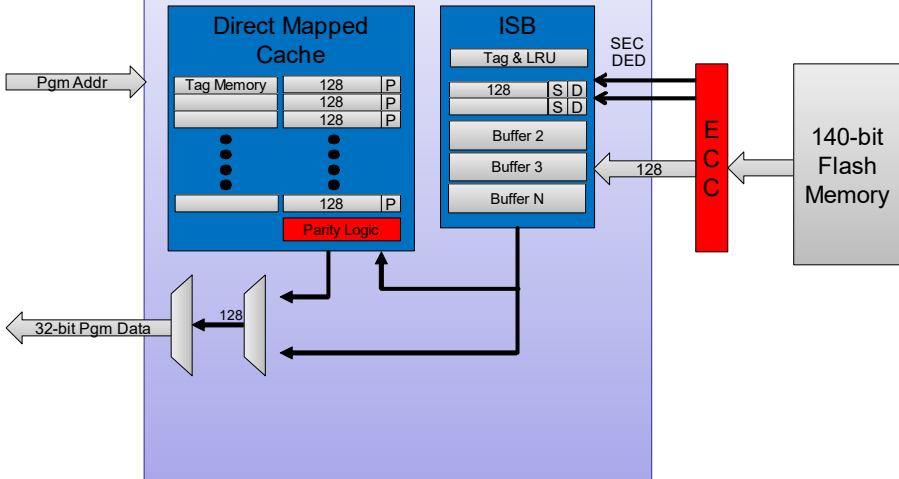 Direct Mapped
Cache
ISB
Pgm Addr
Tag Memory
128 P
128 P
128 P
128 P
Parity Logic
Tag & LRU
128 S D
S D
Buffer 2
Buffer 3
Buffer N
SEC
DED
128
E
C
C
140-bit
Flash
Memory
128
32-bit Pgm Data